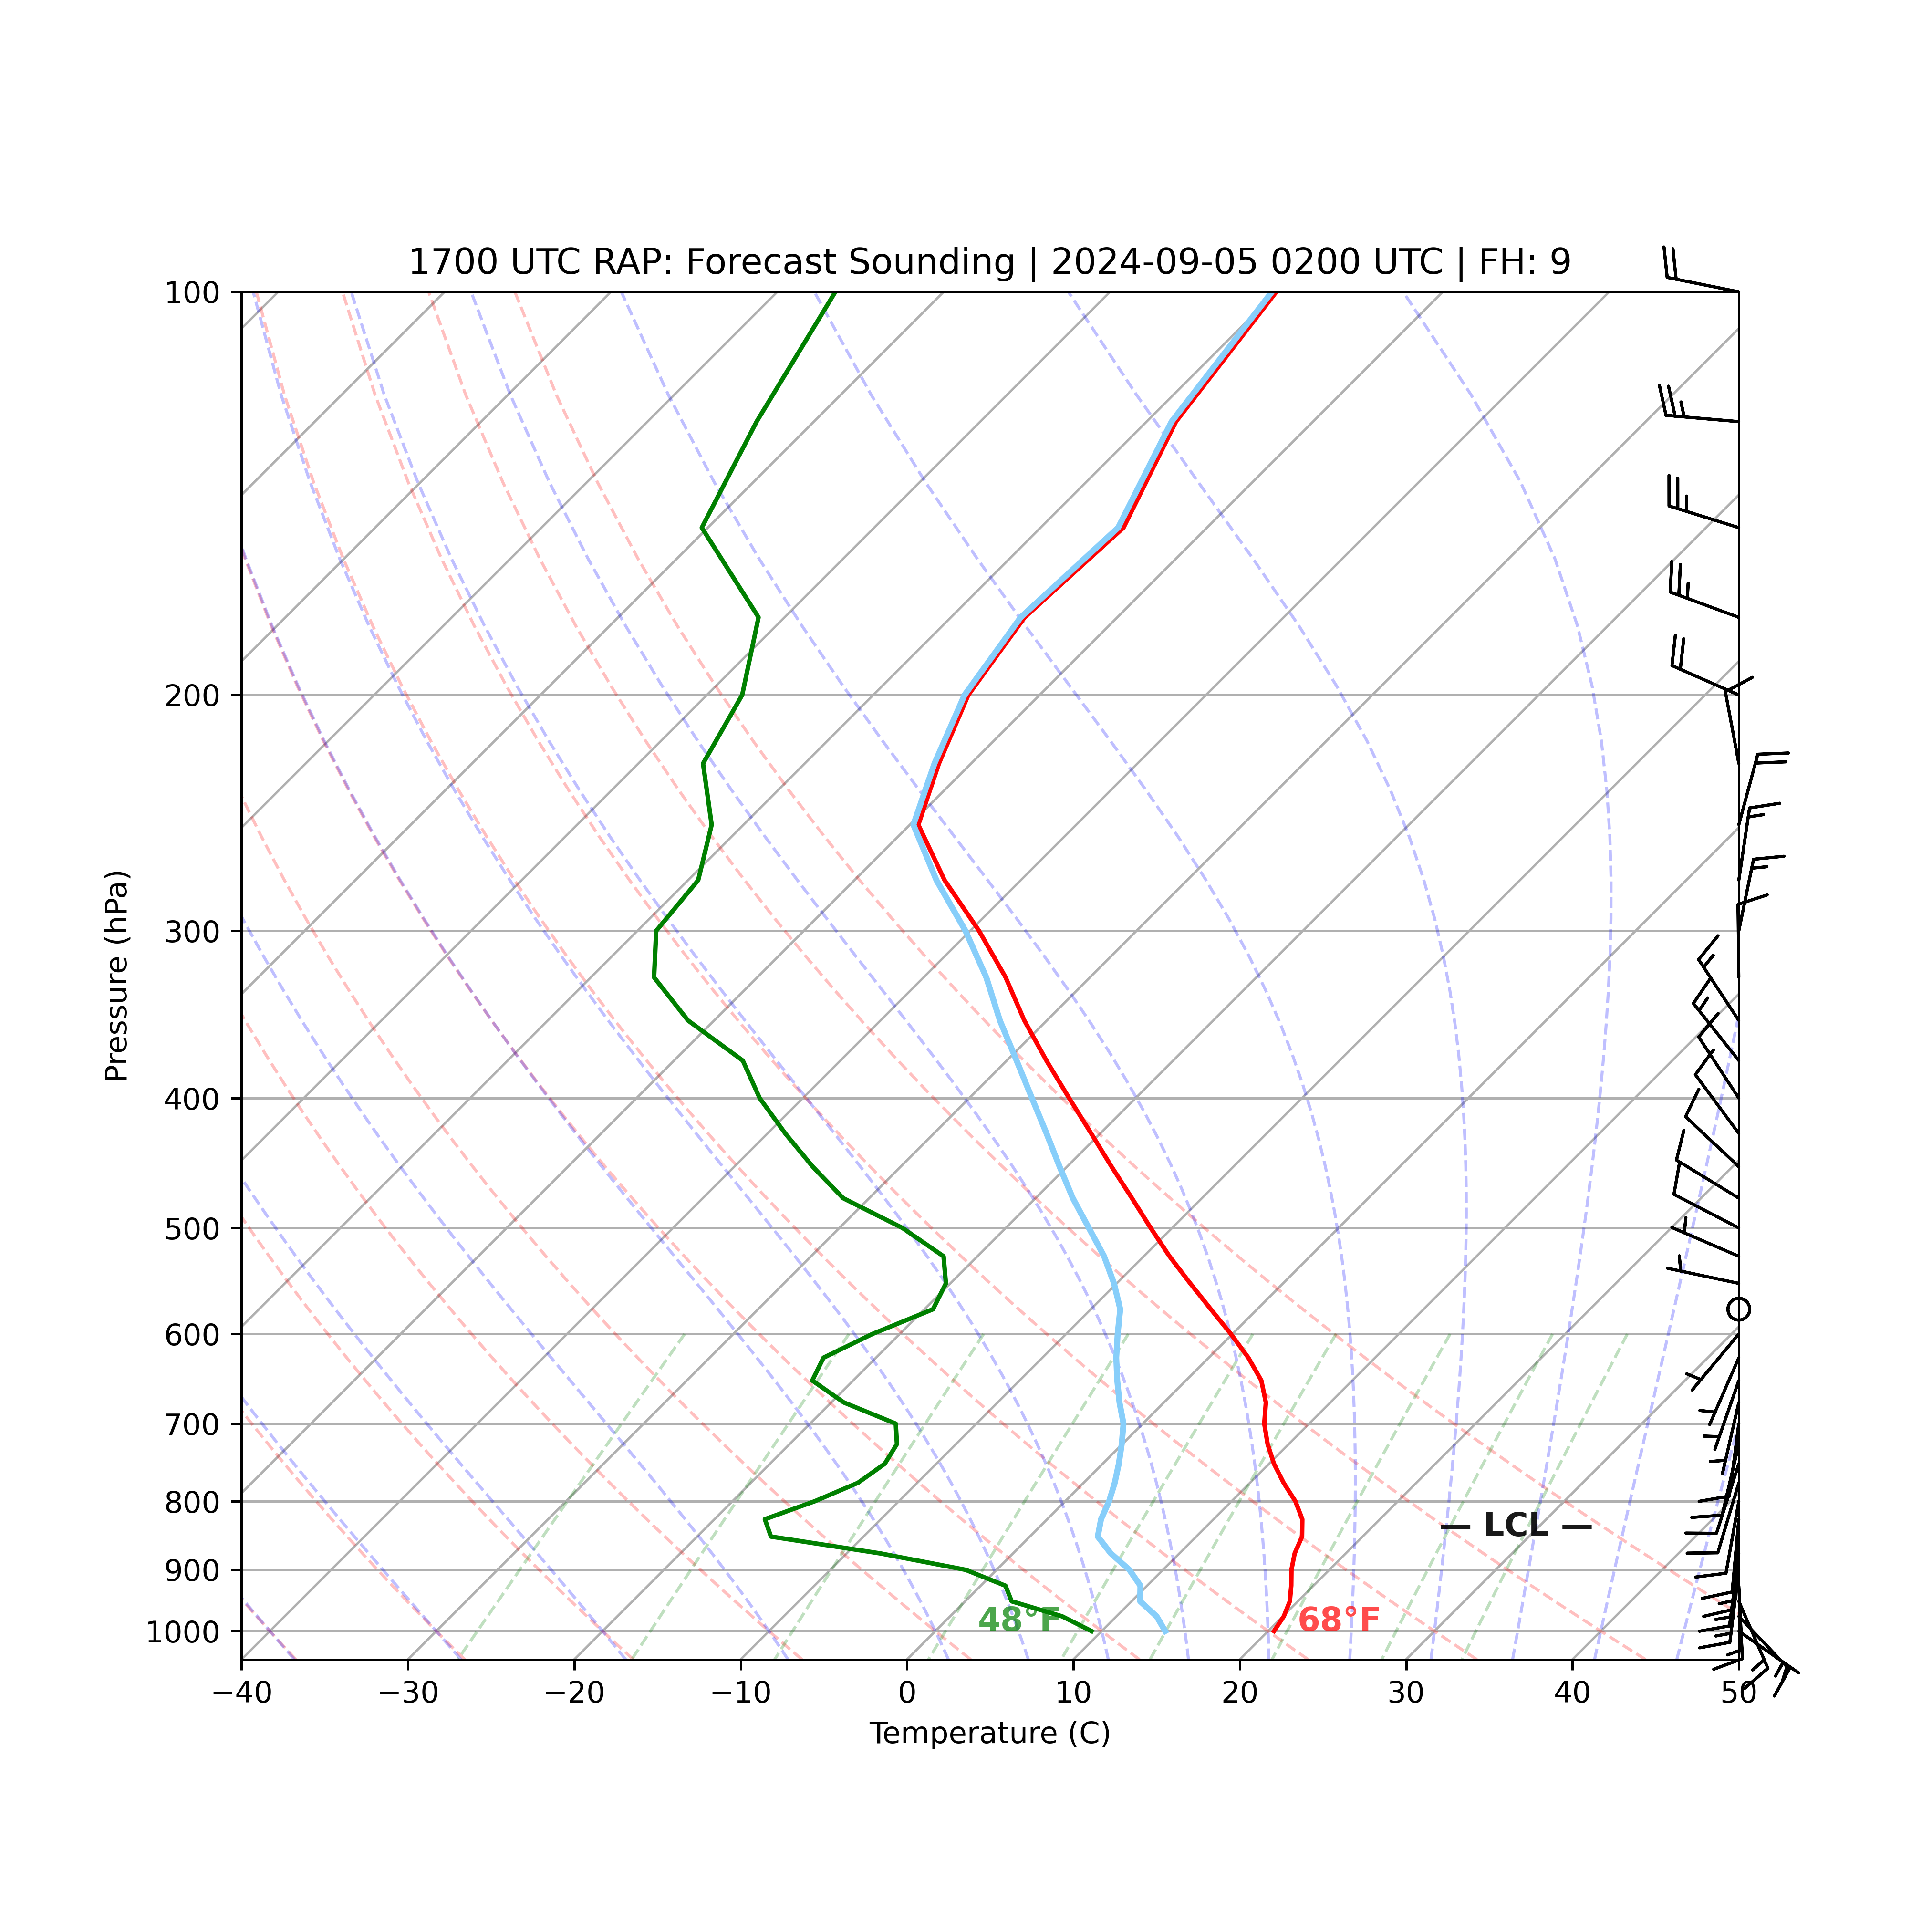 1700 UTC RAP: Forecast Sounding | 2024-09-05 0200 UTC | FH: 9
100
200
300
400
500
600
700
800
900
1000
Pressure (hPa)
— LCL —
48°F
68°F
−40 −30 −20 −10 0 10 20 30 40 50
Temperature (C)